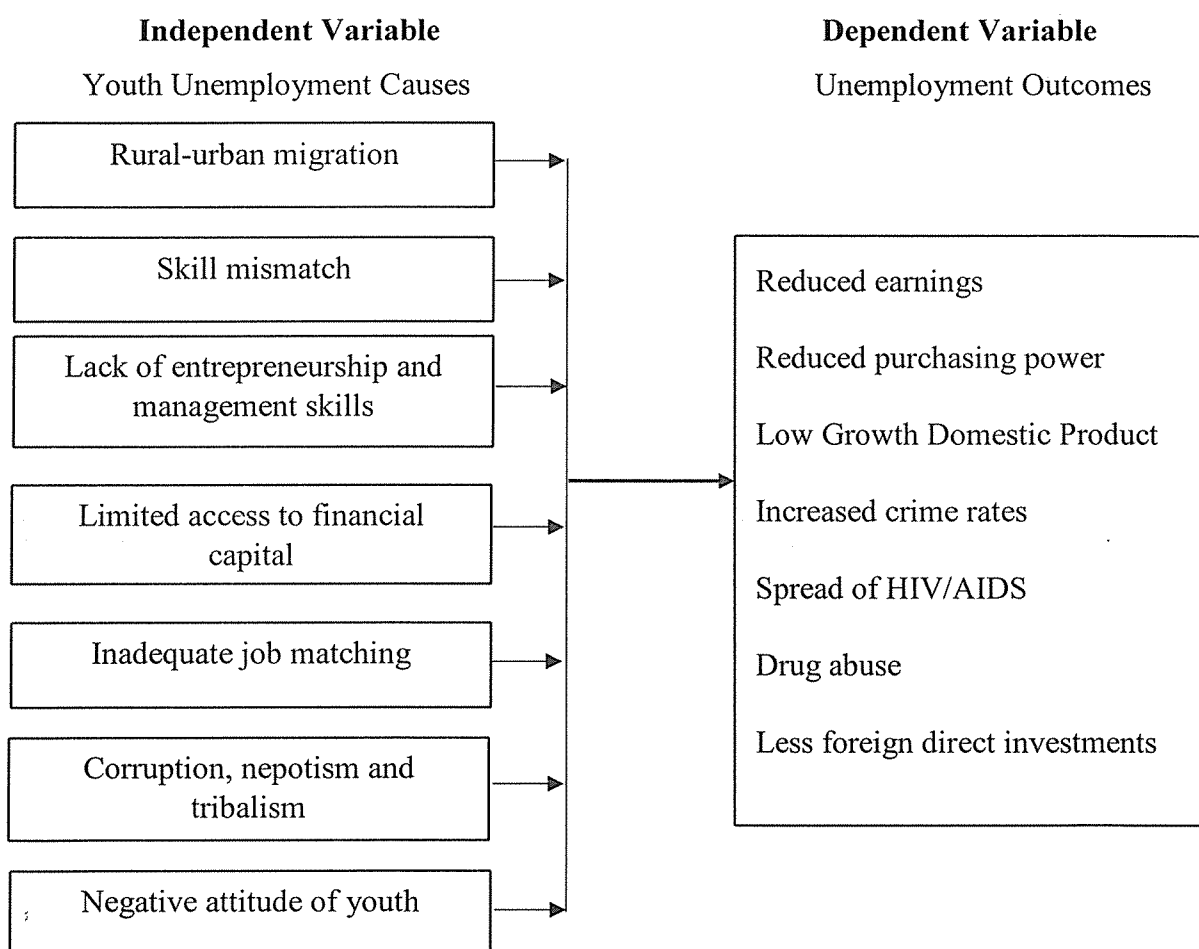 Independent Variable
Youth Unemployment Causes
Rural-urban migration
Skill mismatch
Lack of entrepreneurship and
management skills
Limited access to financial
capital
Inadequate job matching
Corruption, nepotism and
tribalism
Negative attitude of youth
Dependent Variable
Unemployment Outcomes
Reduced earnings
Reduced purchasing power
Low Growth Domestic Product
Increased crime rates
Spread of HIV/AIDS
Drug abuse
Less foreign direct investments